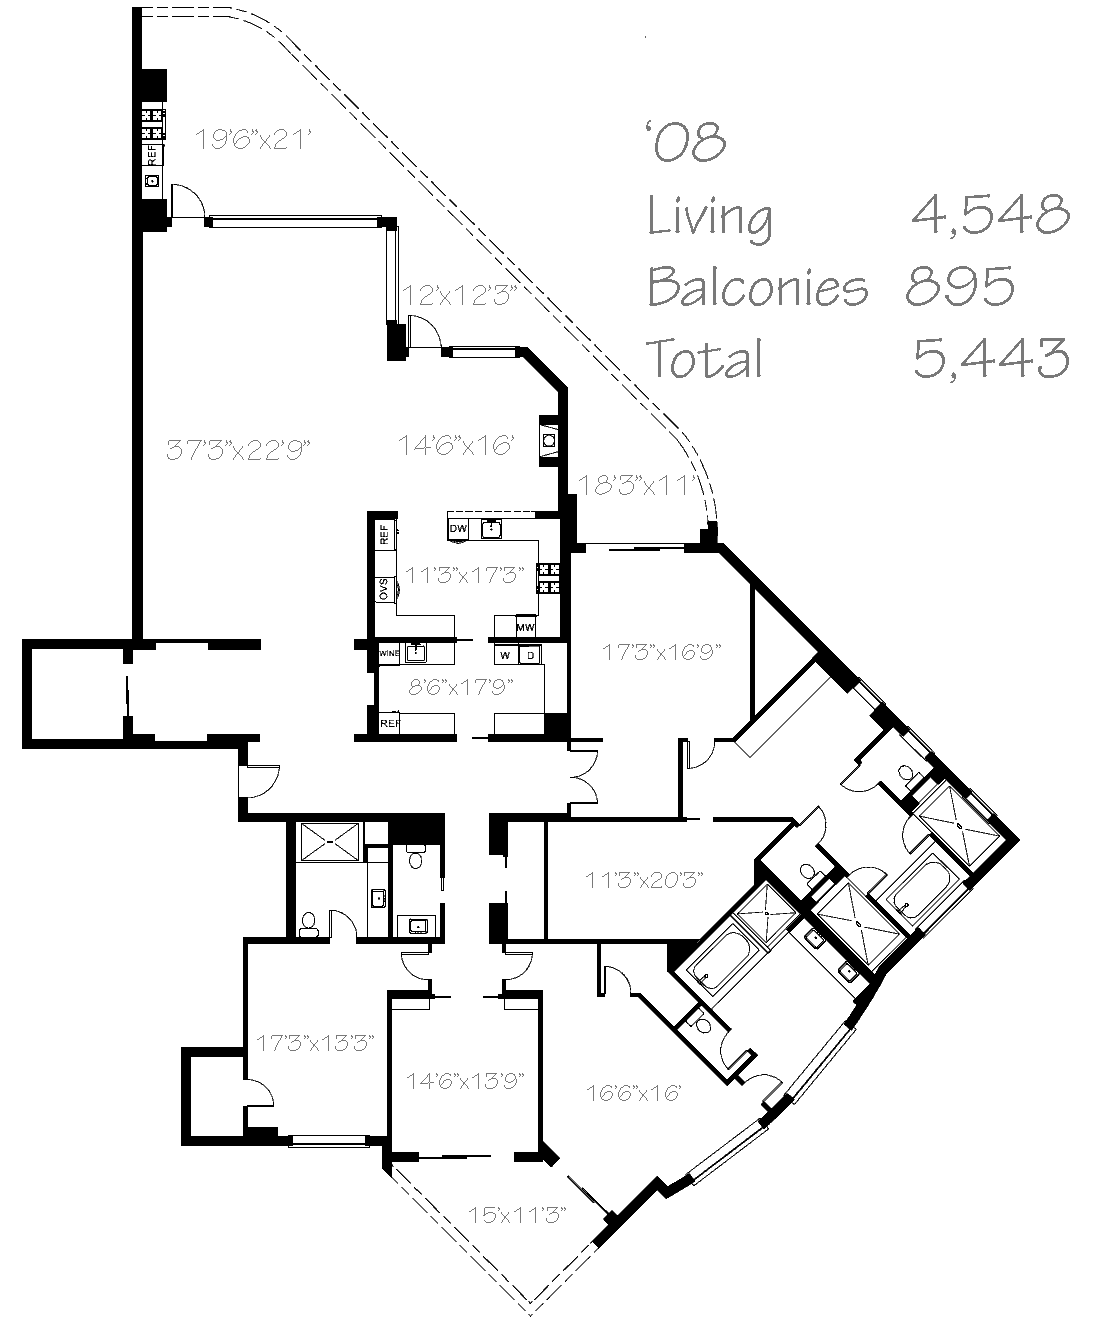 19'6"x21'
REF
'08
Living 4,548
Balconies 895
Total 5,443
12'x12'3"
37'3"x22'9"
14'6"x16'
18'3"x11'
REF
DW
OVS
11'3"x17'3"
MW
WINE
W
D
8'6"x17'9"
REF
17'3"x16'9"
11'3"x20'3"
17'3"x13'3"
14'6"x13'9"
16'6"x16'
15'x11'3"